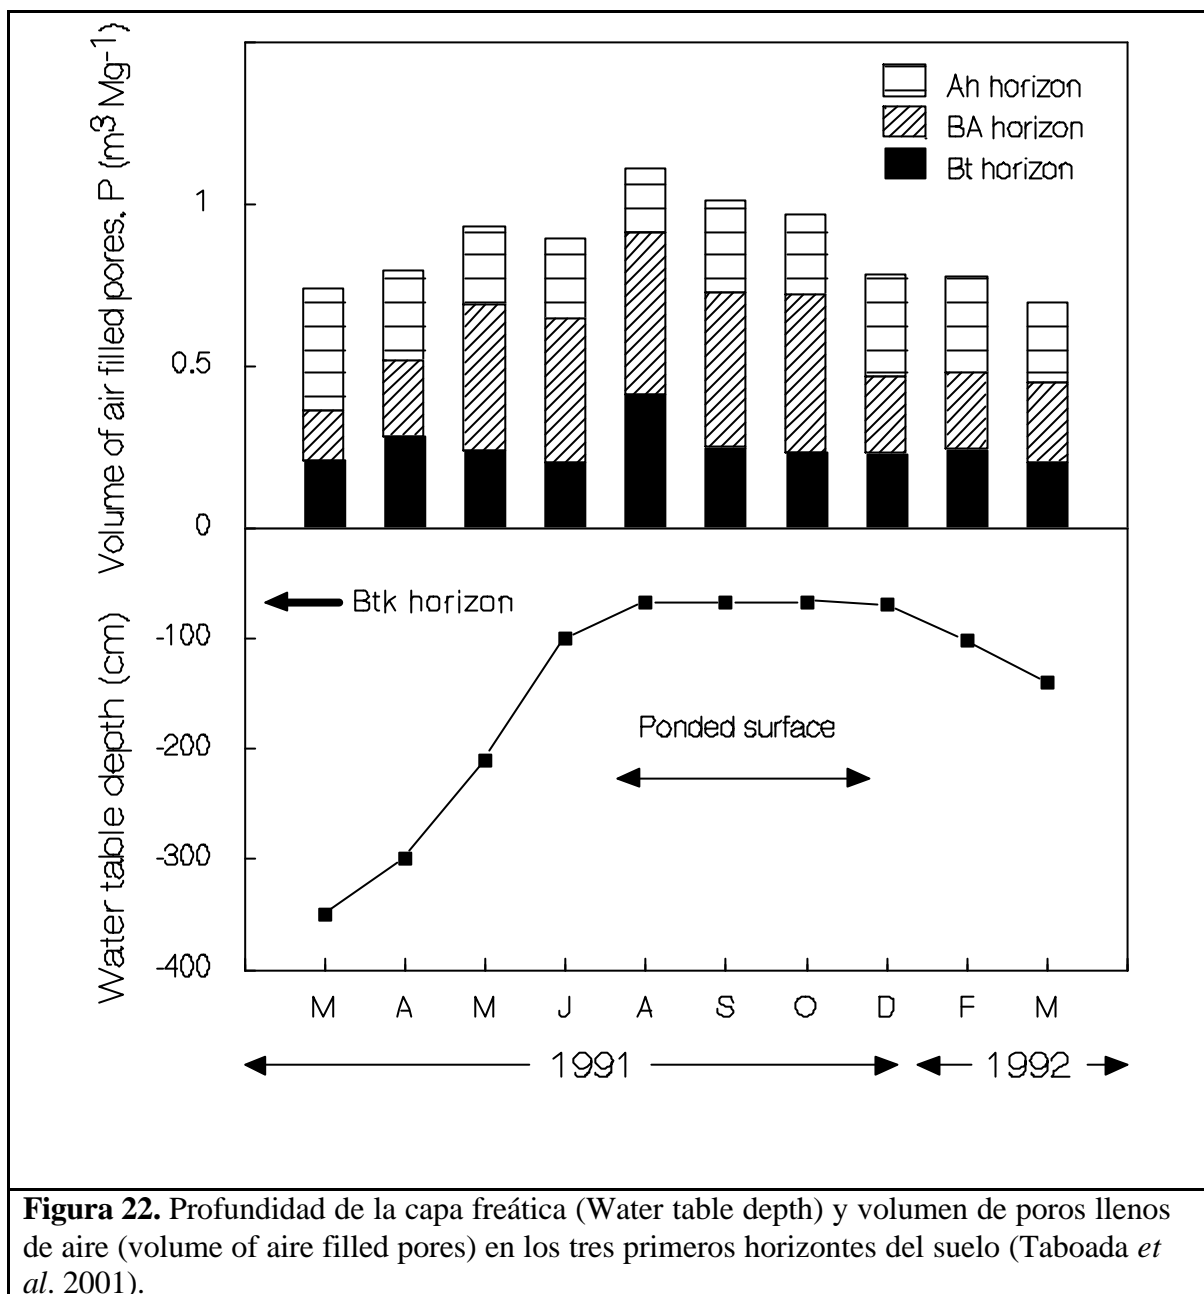 Volume of air filled pores, P (m³ Mg-1)
Ah horizon
BA horizon
Bt horizon
1
0.5
0
Water table depth (cm)
Btk horizon
-100
Ponded surface
-200
-300
-400
M A M J A S O D F M
1991 1992
Figura 22. Profundidad de la capa freática (Water table depth) y volumen de poros llenos
de aire (volume of aire filled pores) en los tres primeros horizontes del suelo (Taboada et
al. 2001).